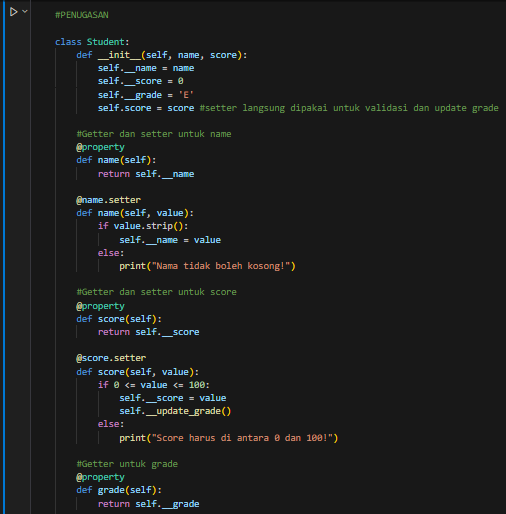 #PENUGASAN
class Student:
def __init__(self, name, score):
self.__name = name
self.__score = 0
self.__grade = 'E'
self.score = score #setter langsung dipakai untuk validasi dan update grade
#Getter dan setter untuk name
@property
def name(self):
return self.__name
@name.setter
def name(self, value):
if value.strip():
self.__name = value
else:
print("Nama tidak boleh kosong!")
#Getter dan setter untuk score
@property
def score(self):
return self.__score
@score.setter
def score(self, value):
if 0 <= value <= 100:
self.__score = value
self.__update_grade()
else:
print("Score harus di antara 0 dan 100!")
#Getter untuk grade
@property
def grade(self):
return self.__grade